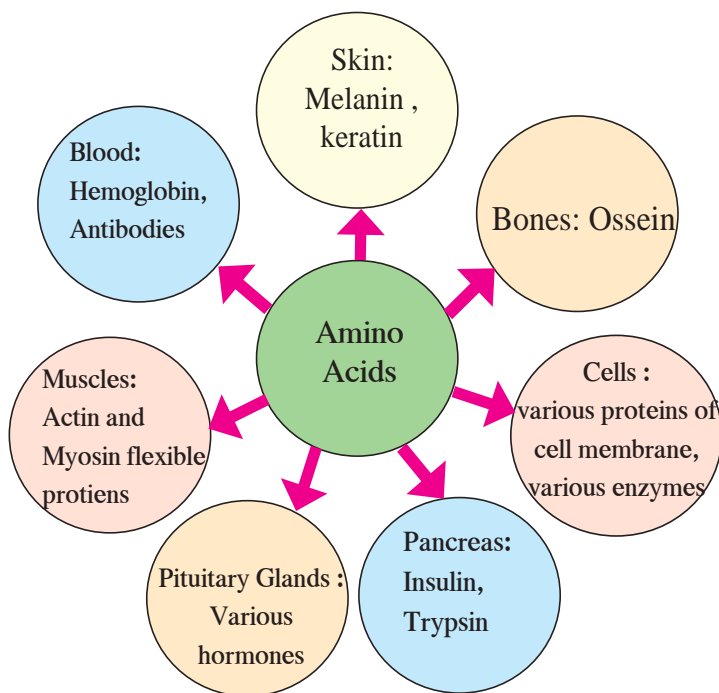 Skin:
Melanin ,
keratin
Bones: Ossein
Cells :
various proteins of
cell membrane,
various enzymes
Pancreas:
Insulin,
Trypsin
Pituitary Glands :
Various
hormones
Muscles:
Actin and
Myosin flexible
protiens
Blood:
Hemoglobin,
Antibodies
Amino
Acids